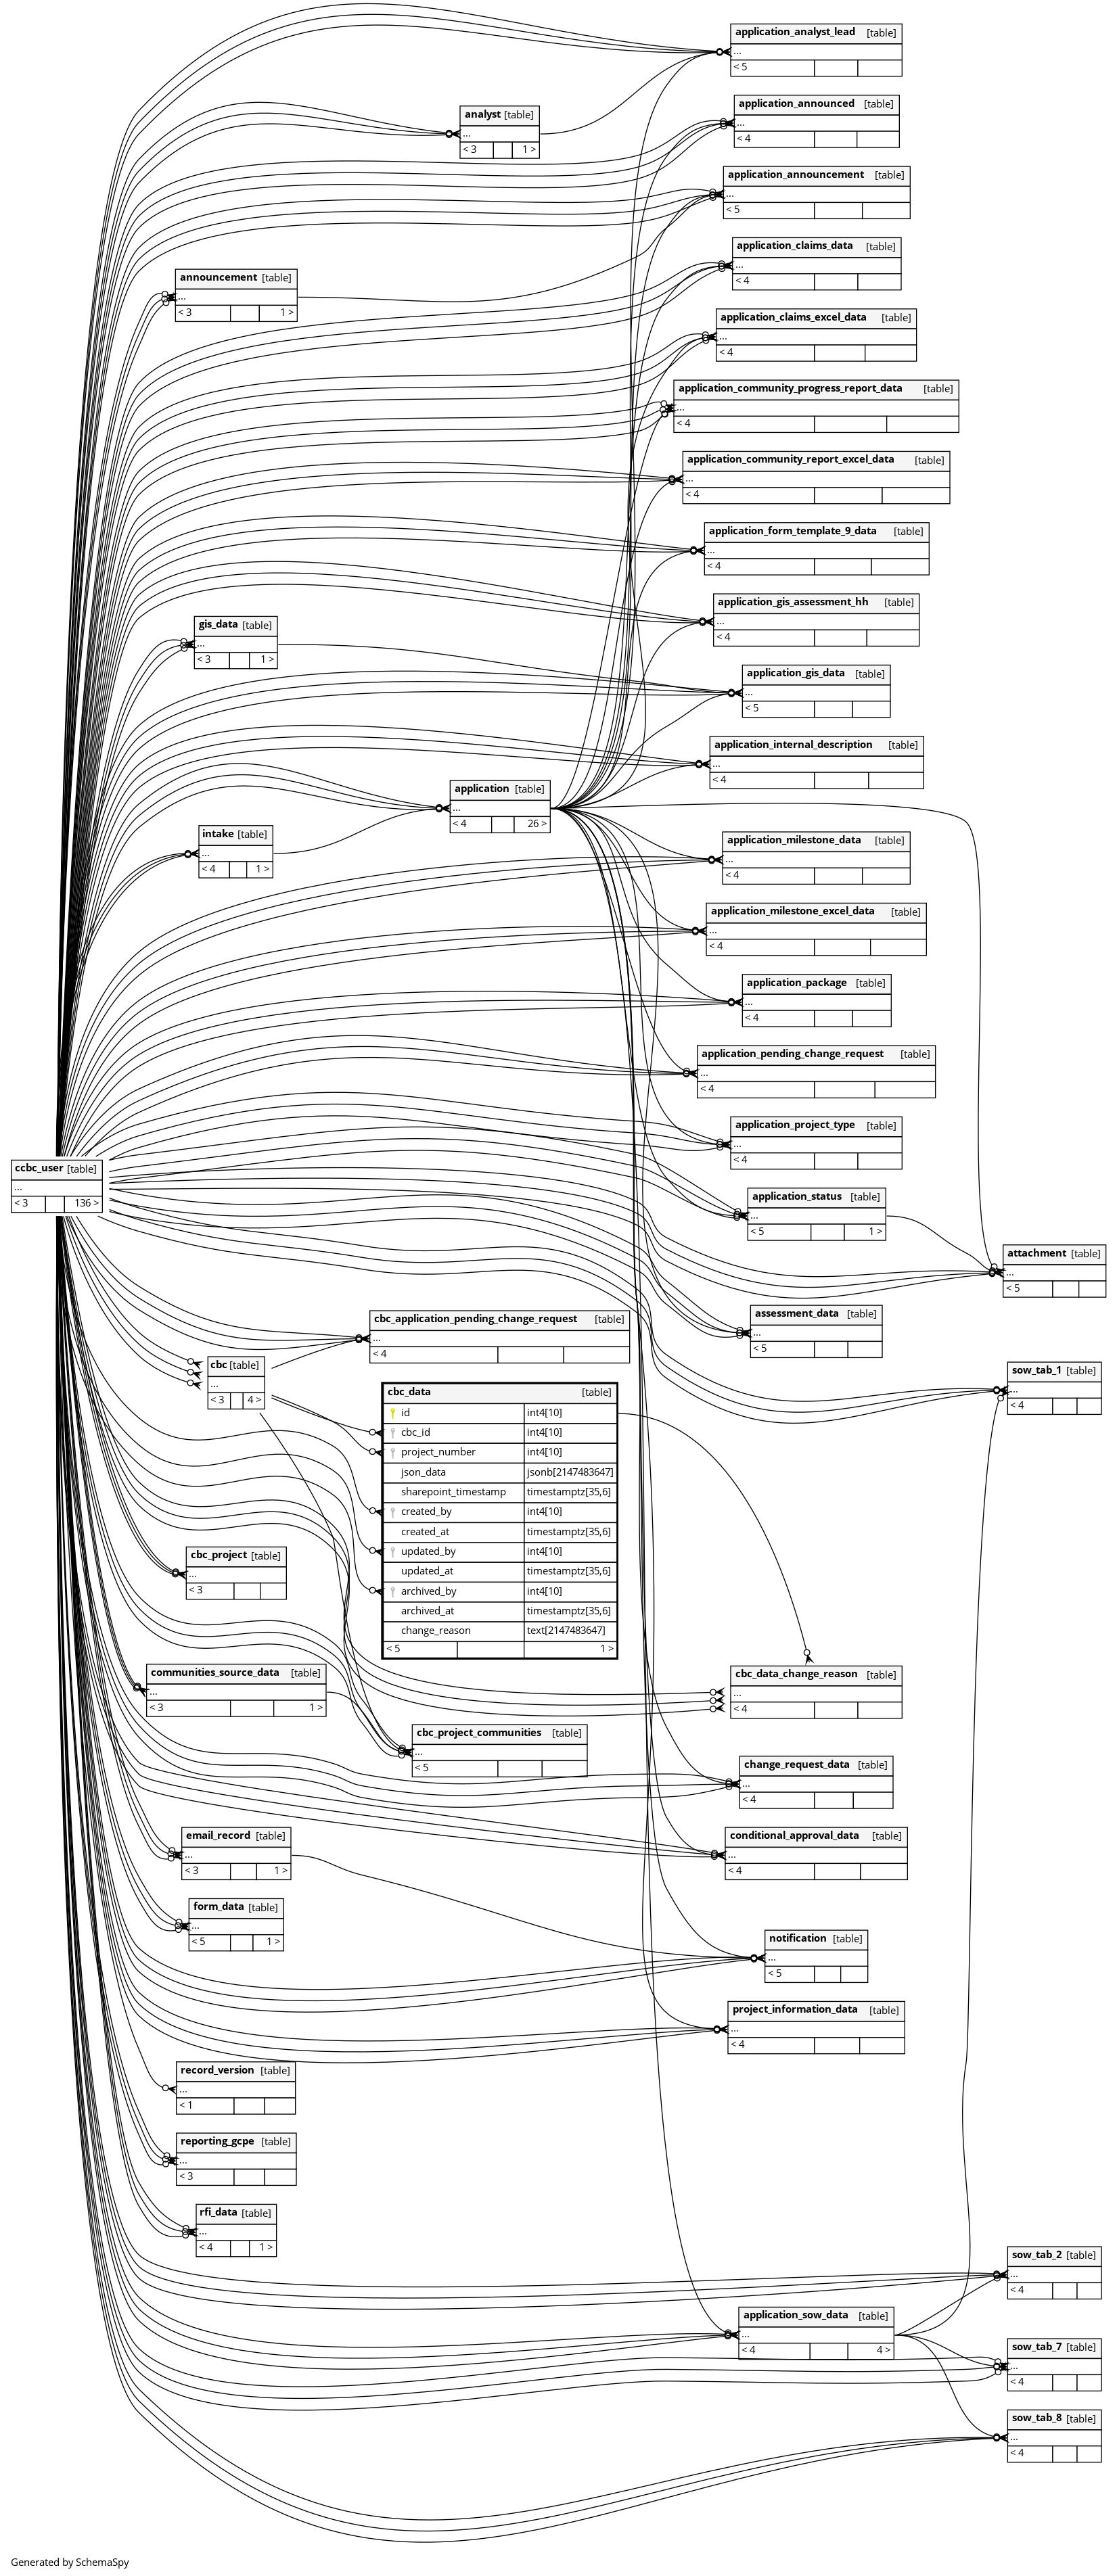 application_analyst_lead [table]
...
< 5
application_announced [table]
...
< 4
analyst [table]
...
< 3 1 >
application_announcement [table]
...
< 5
application_claims_data [table]
...
< 4
announcement [table]
...
< 3 1 >
application_claims_excel_data [table]
...
< 4
application_community_progress_report_data [table]
...
< 4
application_community_report_excel_data [table]
...
< 4
application_form_template_9_data [table]
...
< 4
application_gis_assessment_hh [table]
...
< 4
gis_data [table]
...
< 3 1 >
application_gis_data [table]
...
< 5
application_internal_description [table]
...
< 4
application [table]
...
< 4 26 >
intake [table]
...
< 4 1 >
application_milestone_data [table]
...
< 4
application_milestone_excel_data [table]
...
< 4
application_package [table]
...
< 4
application_pending_change_request [table]
...
< 4
application_project_type [table]
...
< 4
ccbc_user [table]
...
< 3 136 >
application_status [table]
...
< 5 1 >
attachment [table]
...
< 5
assessment_data [table]
...
< 5
cbc_application_pending_change_request [table]
...
< 4
cbc [table]
...
< 3 4 >
sow_tab_1 [table]
...
< 4
cbc_data [table]
id int4[10]
cbc_id int4[10]
project_number int4[10]
json_data jsonb[2147483647]
sharepoint_timestamp timestamptz[35,6]
created_by int4[10]
created_at timestamptz[35,6]
updated_by int4[10]
updated_at timestamptz[35,6]
archived_by int4[10]
archived_at timestamptz[35,6]
change_reason text[2147483647]
< 5 1 >
cbc_project [table]
...
< 3
communities_source_data [table]
...
< 3 1 >
cbc_data_change_reason [table]
...
< 4
cbc_project_communities [table]
...
< 5
change_request_data [table]
...
< 4
email_record [table]
...
< 3 1 >
conditional_approval_data [table]
...
< 4
form_data [table]
...
< 5 1 >
notification [table]
...
< 5
project_information_data [table]
...
< 4
record_version [table]
...
< 1
reporting_gcpe [table]
...
< 3
rfi_data [table]
...
< 4 1 >
sow_tab_2 [table]
...
< 4
application_sow_data [table]
...
< 4 4 >
sow_tab_7 [table]
...
< 4
sow_tab_8 [table]
...
< 4
Generated by SchemaSpy